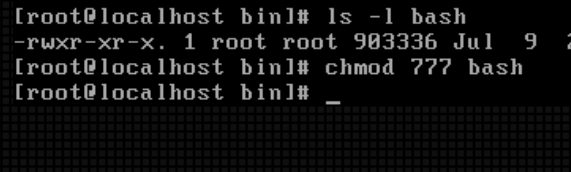 [root@localhost bin]# ls -l bash
-rwxr-xr-x. 1 root root 903336 Jul 9
[root@localhost bin]# chmod 777 bash
[root@localhost bin]# _